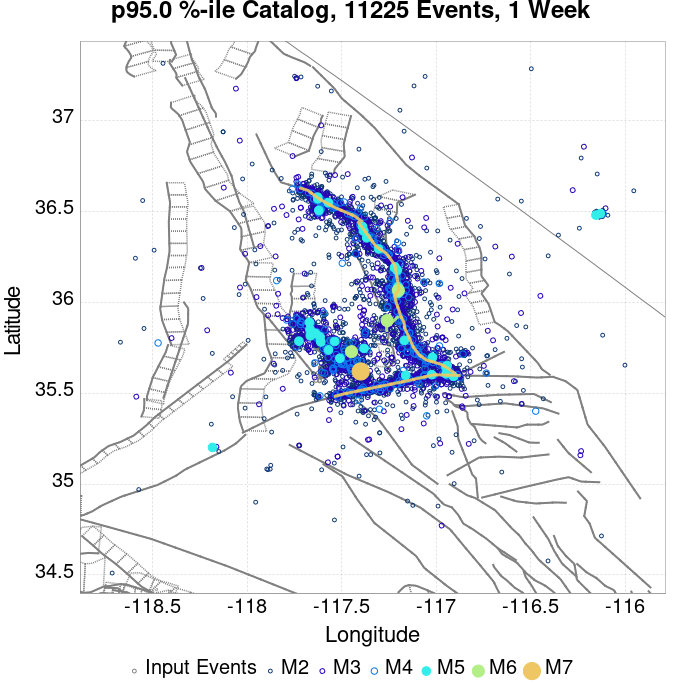 p95.0 %-ile Catalog, 11225 Events, 1 Week
37
36.5
36
35.5
35
34.5
Latitude
-118.5 -118 -117.5 -117 -116.5 -116
Longitude
Input Events M2 M3 M4 M5 M6 M7